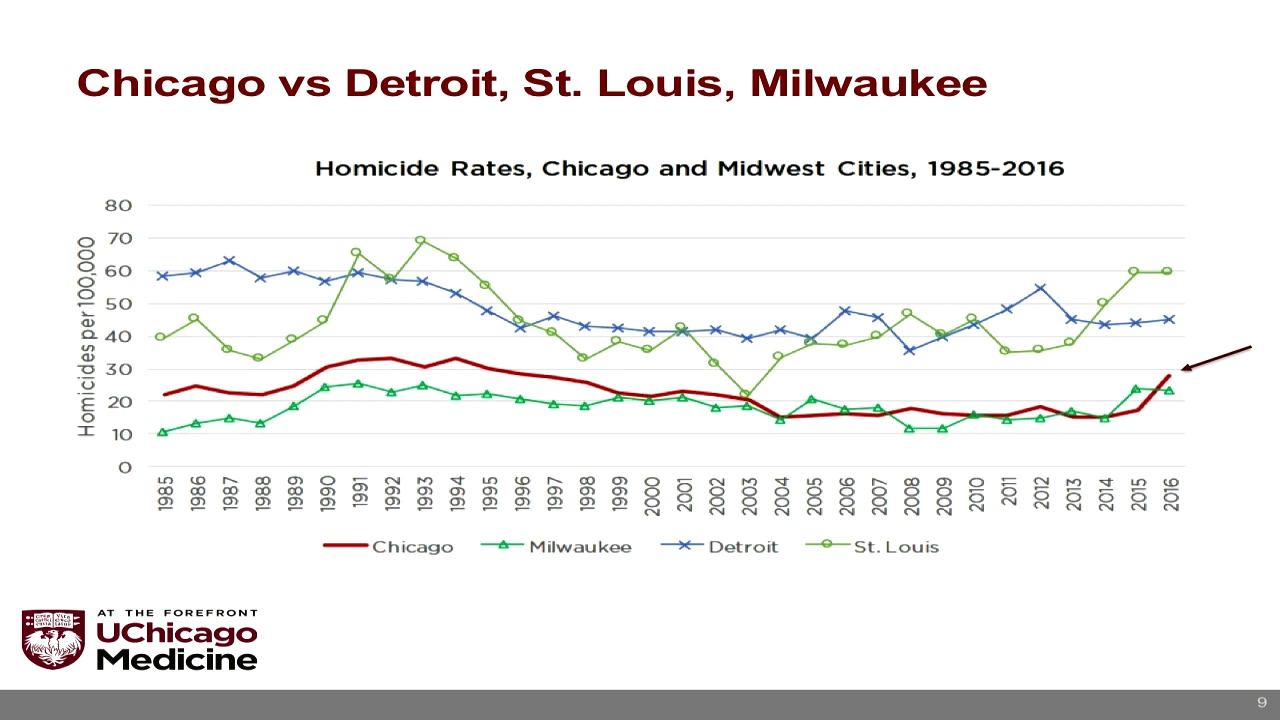 Chicago vs Detroit, St. Louis, Milwaukee
Homicide Rates, Chicago and Midwest Cities, 1985-2016
Homicides per 100,000
80
70
60
50
40
30
20
10
0
1985 1986 1987 1988 1989 1990 1991 1992 1993 1994 1995 1996 1997 1998 1999 2000 2001 2002 2003 2004 2005 2006 2007 2008 2009 2010 2011 2012 2013 2014 2015 2016
Chicago Milwaukee Detroit St. Louis
AT THE FOREFRONT
UChicago
Medicine
9